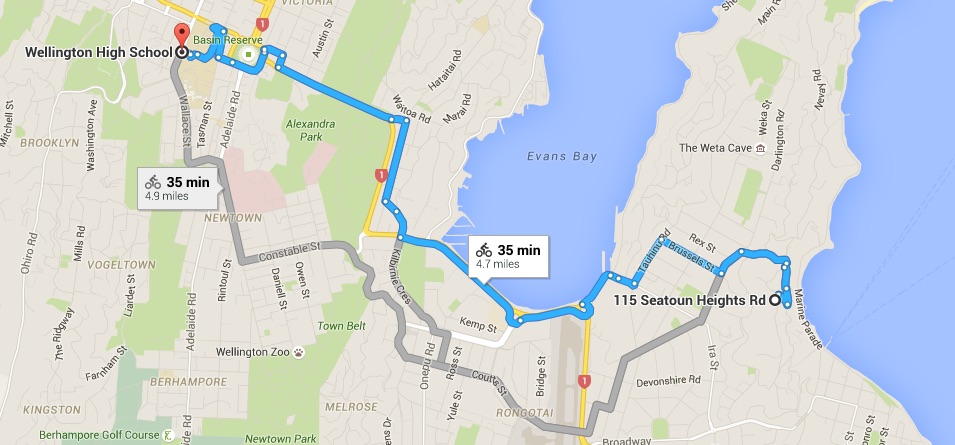 VICTORIA
1
Austin St
Basin Reserve
Wellington High School
Hataitai Rd
Waitoa Rd
Marai Rd
Mitchell St
Washington Ave
Wallace St
Tasman St
Adelaide Rd
Alexandra
Park
BROOKLYN
Evans Bay
Weka St
Nevay Rd
Darlington Rd
Main Rd
The Weta Cave
1
35 min
4.9 miles
NEWTOWN
Ohiro Rd
Mills Rd
Constable St
VOGELTOWN
Rintoul St
Daniell St
Owen St
Liardet St
Kilbirnie Cres
35 min
4.7 miles
Tauhinu Rd
Rex St
Brussels St
115 Seatoun Heights Rd
Marine Parade
The Ridgway
Farnham St
Adelaide Rd
Town Belt
Kemp St
Wellington Zoo
Onepu Rd
Ross St
Bridge St
Ira St
BERHAMPORE
Coutts St
Yule St
1
Devonshire Rd
KINGSTON
MELROSE
RONGOTAI
Berhampore Golf Course
Newtown Park
Broadway